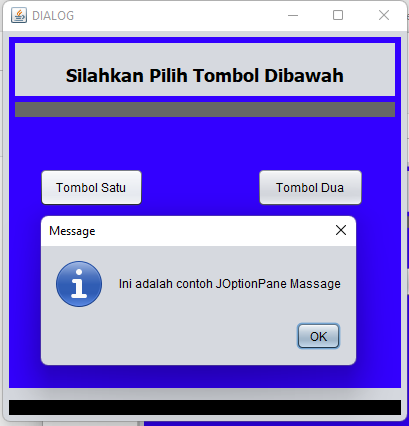 DIALOG
Silahkan Pilih Tombol Dibawah
Tombol Satu
Tombol Dua
Message
Ini adalah contoh JOptionPane Massage
OK